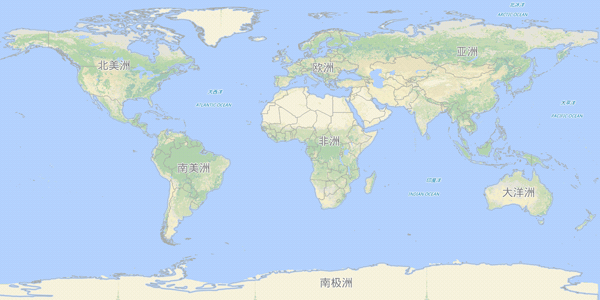 北冰洋
ARCTIC OCEAN
北美洲
欧洲
亚洲
大西洋
ATLANTIC OCEAN
太平洋
PACIFIC OCEAN
非洲
南美洲
印度洋
INDIAN OCEAN
大洋洲
南极洲